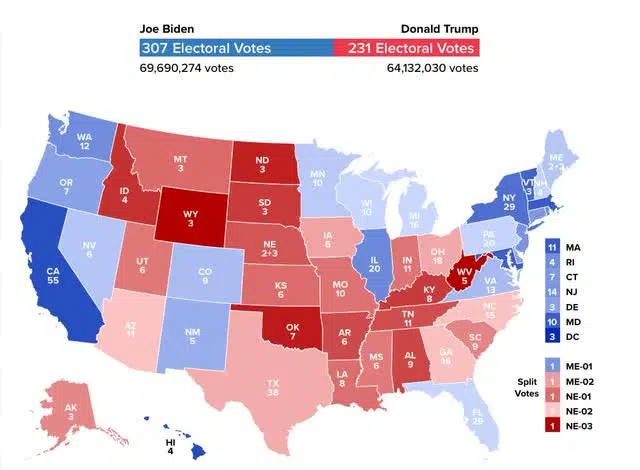 Joe Biden
Donald Trump
307 Electoral Votes
231 Electoral Votes
69,690,274 votes
64,132,030 votes
WA
12
OR
7
CA
55
NV
6
ID
4
MT
3
WY
3
UT
6
AZ
11
CO
9
NM
5
ND
3
SD
3
NE
2+3
KS
6
OK
7
TX
38
MN
10
IA
6
MO
10
AR
6
LA
8
WI
10
IL
20
MI
16
IN
11
OH
18
KY
8
TN
11
MS
6
AL
9
GA
16
FL
29
SC
9
NC
15
VA
13
WV
5
PA
20
NY
29
VT
3
NH
4
ME
2+2
AK
3
HI
4
11 MA
4 RI
7 CT
14 NJ
3 DE
10 MD
3 DC
Split
Votes
1 ME-01
1 ME-02
1 NE-01
1 NE-02
1 NE-03